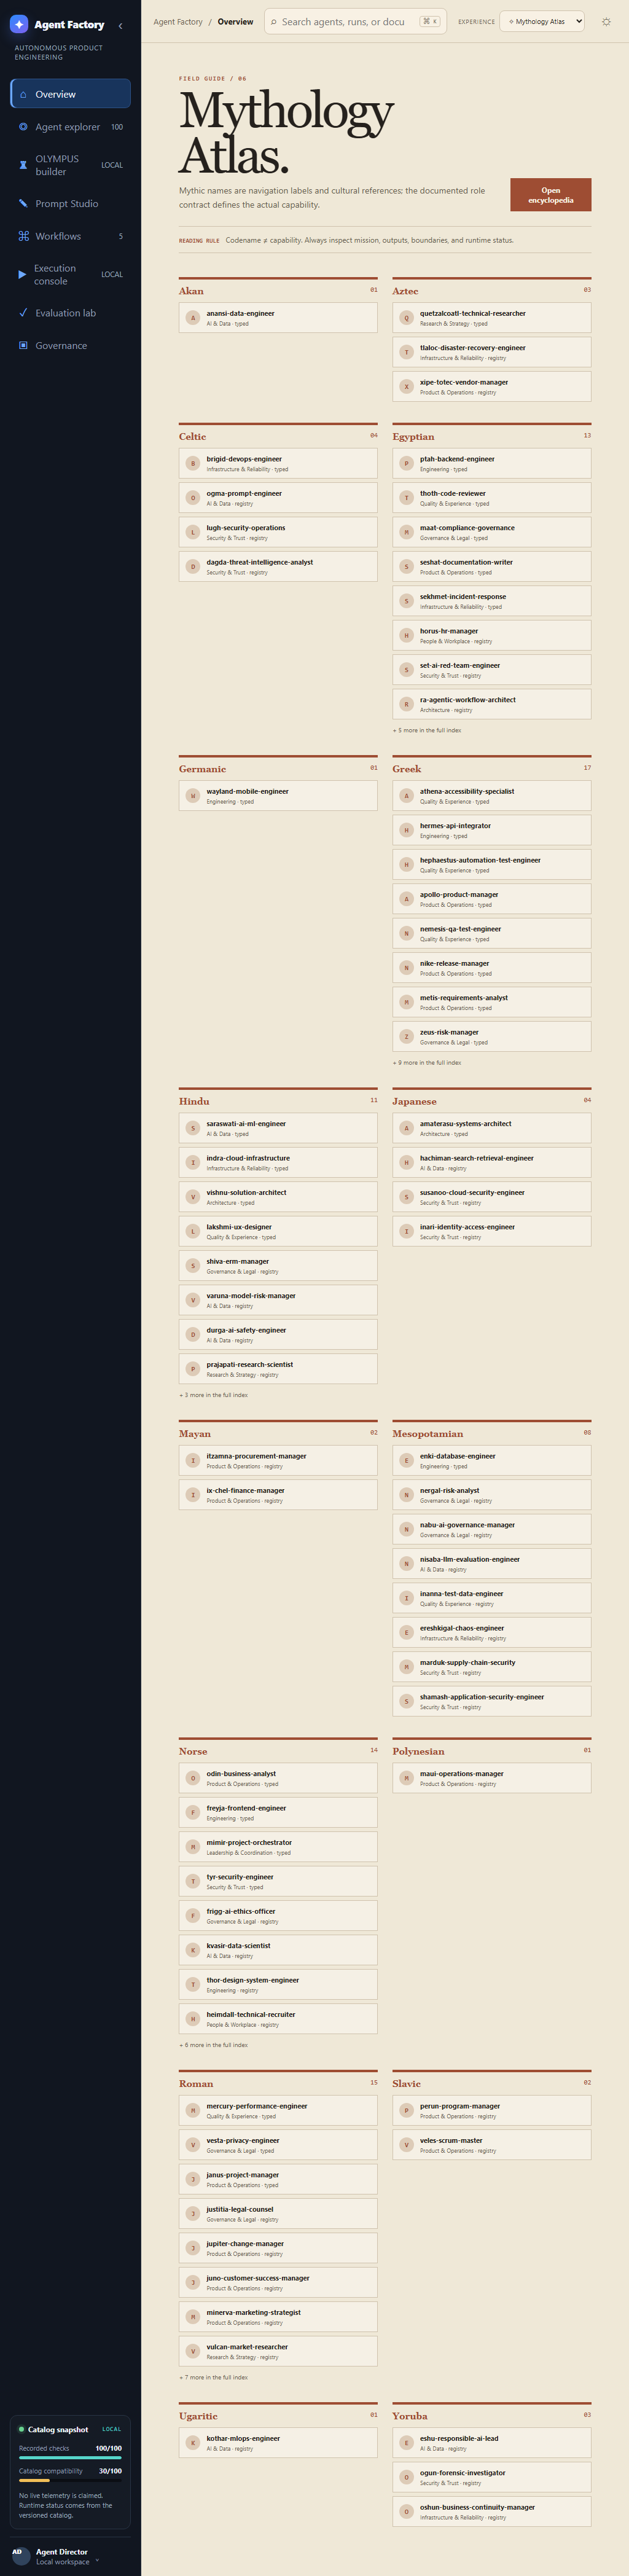 Agent Factory
AUTONOMOUS PRODUCT
ENGINEERING
Overview
Agent explorer 100
OLYMPUS
builder LOCAL
Prompt Studio
Workflows 5
Execution
console LOCAL
Evaluation lab
Governance
Catalog snapshot LOCAL
Recorded checks 100/100
Catalog compatibility 30/100
No live telemetry is claimed.
Runtime status comes from the
versioned catalog.
AD
Agent Director
Local workspace
Agent Factory / Overview
Search agents, runs, or docu
⌘ K
EXPERIENCE
✧ Mythology Atlas
FIELD GUIDE / 06
Mythology
Atlas.
Mythic names are navigation labels and cultural references; the documented role
contract defines the actual capability.
Open
encyclopedia
READING RULE Codename ≠ capability. Always inspect mission, outputs, boundaries, and runtime status.
Akan 01
A anansi-data-engineer
AI & Data · typed
Aztec 03
Q quetzalcoatl-technical-researcher
Research & Strategy · typed
T tlaloc-disaster-recovery-engineer
Infrastructure & Reliability · registry
X xipe-totec-vendor-manager
Product & Operations · registry
Celtic 04
B brigid-devops-engineer
Infrastructure & Reliability · typed
O ogma-prompt-engineer
AI & Data · registry
L lugh-security-operations
Security & Trust · registry
D dagda-threat-intelligence-analyst
Security & Trust · registry
Egyptian 13
P ptah-backend-engineer
Engineering · typed
T thoth-code-reviewer
Quality & Experience · typed
M maat-compliance-governance
Governance & Legal · typed
S seshat-documentation-writer
Product & Operations · typed
S sekhmet-incident-response
Infrastructure & Reliability · typed
H horus-hr-manager
People & Workplace · registry
S set-ai-red-team-engineer
Security & Trust · registry
R ra-agentic-workflow-architect
Architecture · registry
+ 5 more in the full index
Germanic 01
W wayland-mobile-engineer
Engineering · typed
Greek 17
A athena-accessibility-specialist
Quality & Experience · typed
H hermes-api-integrator
Engineering · typed
H hephaestus-automation-test-engineer
Quality & Experience · typed
A apollo-product-manager
Product & Operations · typed
N nemesis-qa-test-engineer
Quality & Experience · typed
N nike-release-manager
Product & Operations · typed
M metis-requirements-analyst
Product & Operations · typed
Z zeus-risk-manager
Governance & Legal · typed
+ 9 more in the full index
Hindu 11
S saraswati-ai-ml-engineer
AI & Data · typed
I indra-cloud-infrastructure
Infrastructure & Reliability · typed
V vishnu-solution-architect
Architecture · typed
L lakshmi-ux-designer
Quality & Experience · typed
S shiva-erm-manager
Governance & Legal · registry
V varuna-model-risk-manager
AI & Data · registry
D durga-ai-safety-engineer
AI & Data · registry
P prajapati-research-scientist
Research & Strategy · registry
+ 3 more in the full index
Japanese 04
A amaterasu-systems-architect
Architecture · typed
H hachiman-search-retrieval-engineer
AI & Data · registry
S susanoo-cloud-security-engineer
Security & Trust · registry
I inari-identity-access-engineer
Security & Trust · registry
Mayan 02
I itzamna-procurement-manager
Product & Operations · registry
I ix-chel-finance-manager
Product & Operations · registry
Mesopotamian 08
E enki-database-engineer
Engineering · typed
N nergal-risk-analyst
Governance & Legal · registry
N nabu-ai-governance-manager
Governance & Legal · registry
N nisaba-llm-evaluation-engineer
AI & Data · registry
I inanna-test-data-engineer
Quality & Experience · registry
E ereshkigal-chaos-engineer
Infrastructure & Reliability · registry
M marduk-supply-chain-security
Security & Trust · registry
S shamash-application-security-engineer
Security & Trust · registry
Norse 14
O odin-business-analyst
Product & Operations · typed
F freyja-frontend-engineer
Engineering · typed
M mimir-project-orchestrator
Leadership & Coordination · typed
T tyr-security-engineer
Security & Trust · typed
F frigg-ai-ethics-officer
Governance & Legal · registry
K kvasir-data-scientist
AI & Data · registry
T thor-design-system-engineer
Engineering · registry
H heimdall-technical-recruiter
People & Workplace · registry
+ 6 more in the full index
Polynesian 01
M maui-operations-manager
Product & Operations · registry
Roman 15
M mercury-performance-engineer
Quality & Experience · typed
V vesta-privacy-engineer
Governance & Legal · typed
J janus-project-manager
Product & Operations · typed
J justitia-legal-counsel
Governance & Legal · registry
J jupiter-change-manager
Product & Operations · registry
J juno-customer-success-manager
Product & Operations · registry
M minerva-marketing-strategist
Product & Operations · registry
V vulcan-market-researcher
Research & Strategy · registry
+ 7 more in the full index
Slavic 02
P perun-program-manager
Product & Operations · registry
V veles-scrum-master
Product & Operations · registry
Ugaritic 01
K kothar-mlops-engineer
AI & Data · registry
Yoruba 03
E eshu-responsible-ai-lead
AI & Data · registry
O ogun-forensic-investigator
Security & Trust · registry
O oshun-business-continuity-manager
Infrastructure & Reliability · registry